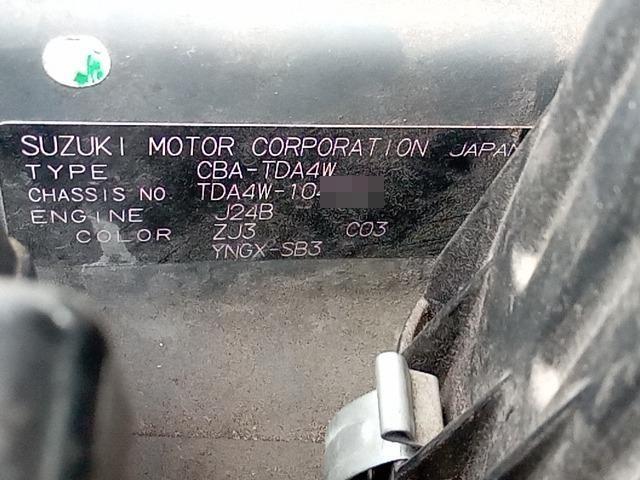 SUZUKI MOTOR CORPORATION JAPAN
TYPE CBA-TDA4W
CHASSIS NO. TDA4W-10
ENGINE J24B
COLOR ZJ3 C03
YNGX-SB3